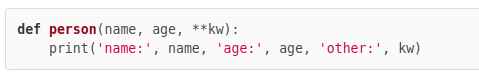 def person(name, age, **kw):
    print('name:', name, 'age:', age, 'other:', kw)